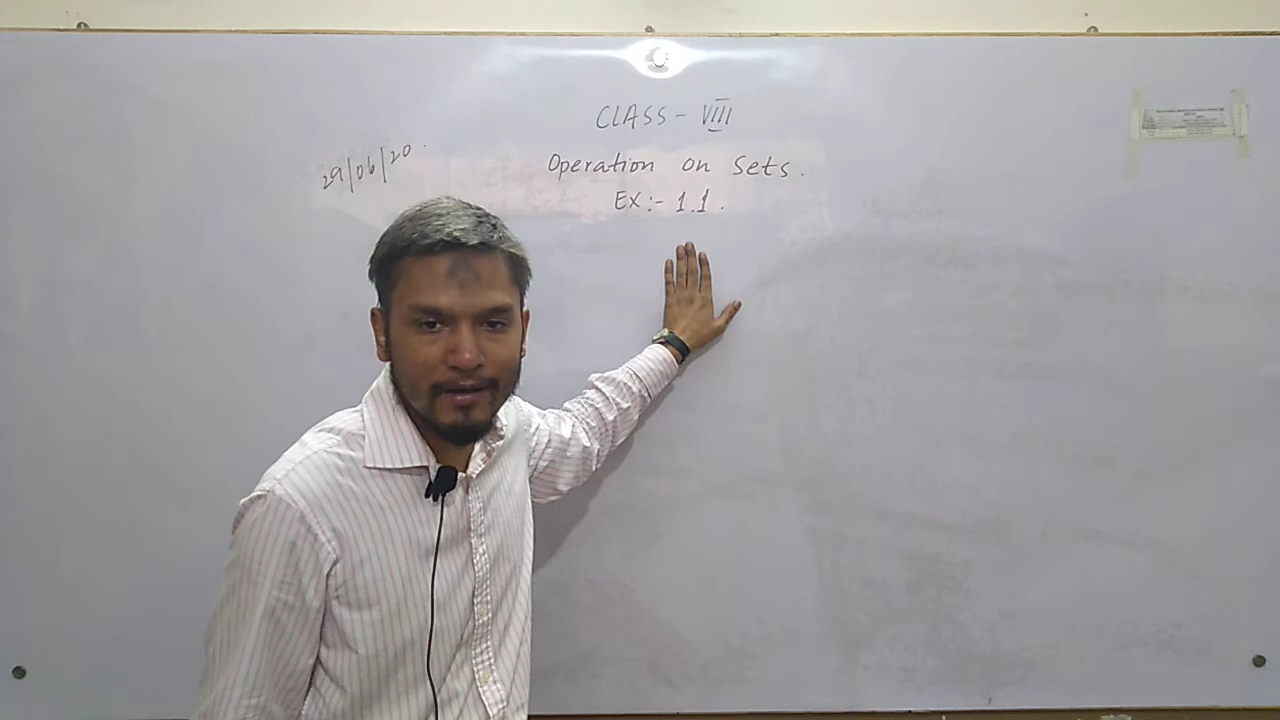 CLASS - VIII
29/06/20.
Operation on Sets.
Ex:- 1.1.